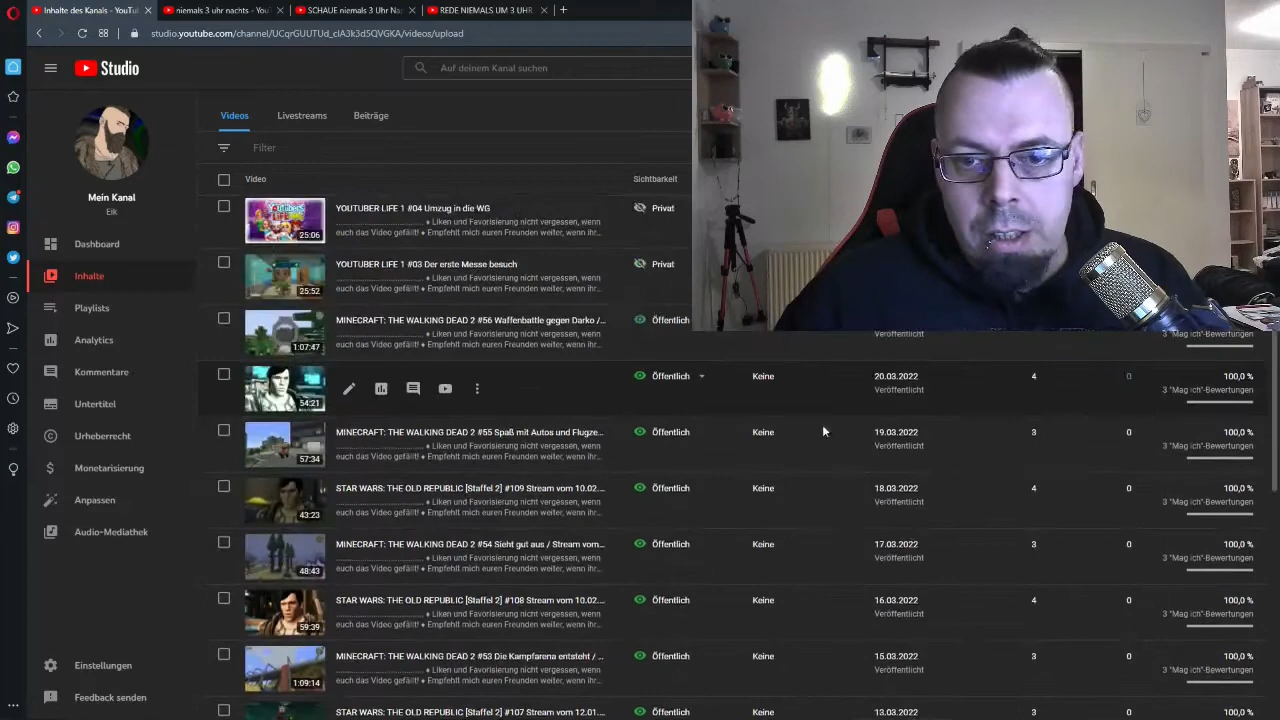 Inhalte des Kanals - YouTu
niemals 3 uhr nachts - You
SCHAUE niemals 3 Uhr Na
REDE NIEMALS UM 3 UHR
studio.youtube.com/channel/UCqrGUUTUd_clA3k3d5QVGKA/videos/upload
Studio
Auf deinem Kanal suchen
Mein Kanal
Eik
Dashboard
Inhalte
Playlists
Analytics
Kommentare
Untertitel
Urheberrecht
Monetarisierung
Anpassen
Audio-Mediathek
Einstellungen
Feedback senden
Videos Livestreams Beiträge
Filter
Video Sichtbarkeit
YOUTUBER LIFE 1 #04 Umzug in die WG Privat
25:06 ♦ Liken und Favorisierung nicht vergessen, wenn
euch das Video gefällt! ♦ Empfehlt mich euren Freunden weiter, wenn ihr...
YOUTUBER LIFE 1 #03 Der erste Messe besuch Privat
25:52 ♦ Liken und Favorisierung nicht vergessen, wenn
euch das Video gefällt! ♦ Empfehlt mich euren Freunden weiter, wenn ihr...
MINECRAFT: THE WALKING DEAD 2 #56 Waffenbattle gegen Darko /... Öffentlich
1:07:47 ♦ Liken und Favorisierung nicht vergessen, wenn Veröffentlicht 3 "Mag ich"-Bewertungen
euch das Video gefällt! ♦ Empfehlt mich euren Freunden weiter, wenn ihr...
54:21 Öffentlich Keine 20.03.2022 4 0 100,0 %
Veröffentlicht 3 "Mag ich"-Bewertungen
MINECRAFT: THE WALKING DEAD 2 #55 Spaß mit Autos und Flugze... Öffentlich Keine 19.03.2022 3 0 100,0 %
57:34 ♦ Liken und Favorisierung nicht vergessen, wenn Veröffentlicht 3 "Mag ich"-Bewertungen
euch das Video gefällt! ♦ Empfehlt mich euren Freunden weiter, wenn ihr...
STAR WARS: THE OLD REPUBLIC [Staffel 2] #109 Stream vom 10.02.... Öffentlich Keine 18.03.2022 4 0 100,0 %
43:23 ♦ Liken und Favorisierung nicht vergessen, wenn Veröffentlicht 3 "Mag ich"-Bewertungen
euch das Video gefällt! ♦ Empfehlt mich euren Freunden weiter, wenn ihr...
MINECRAFT: THE WALKING DEAD 2 #54 Sieht gut aus / Stream vom... Öffentlich Keine 17.03.2022 3 0 100,0 %
48:43 ♦ Liken und Favorisierung nicht vergessen, wenn Veröffentlicht 3 "Mag ich"-Bewertungen
euch das Video gefällt! ♦ Empfehlt mich euren Freunden weiter, wenn ihr...
STAR WARS: THE OLD REPUBLIC [Staffel 2] #108 Stream vom 10.02.... Öffentlich Keine 16.03.2022 4 0 100,0 %
59:39 ♦ Liken und Favorisierung nicht vergessen, wenn Veröffentlicht 3 "Mag ich"-Bewertungen
euch das Video gefällt! ♦ Empfehlt mich euren Freunden weiter, wenn ihr...
MINECRAFT: THE WALKING DEAD 2 #53 Die Kampfarena entsteht / ... Öffentlich Keine 15.03.2022 3 0 100,0 %
1:09:14 ♦ Liken und Favorisierung nicht vergessen, wenn Veröffentlicht 3 "Mag ich"-Bewertungen
euch das Video gefällt! ♦ Empfehlt mich euren Freunden weiter, wenn ihr...
STAR WARS: THE OLD REPUBLIC [Staffel 2] #107 Stream vom 12.01.... Öffentlich Keine 13.03.2022 3 0 100,0 %